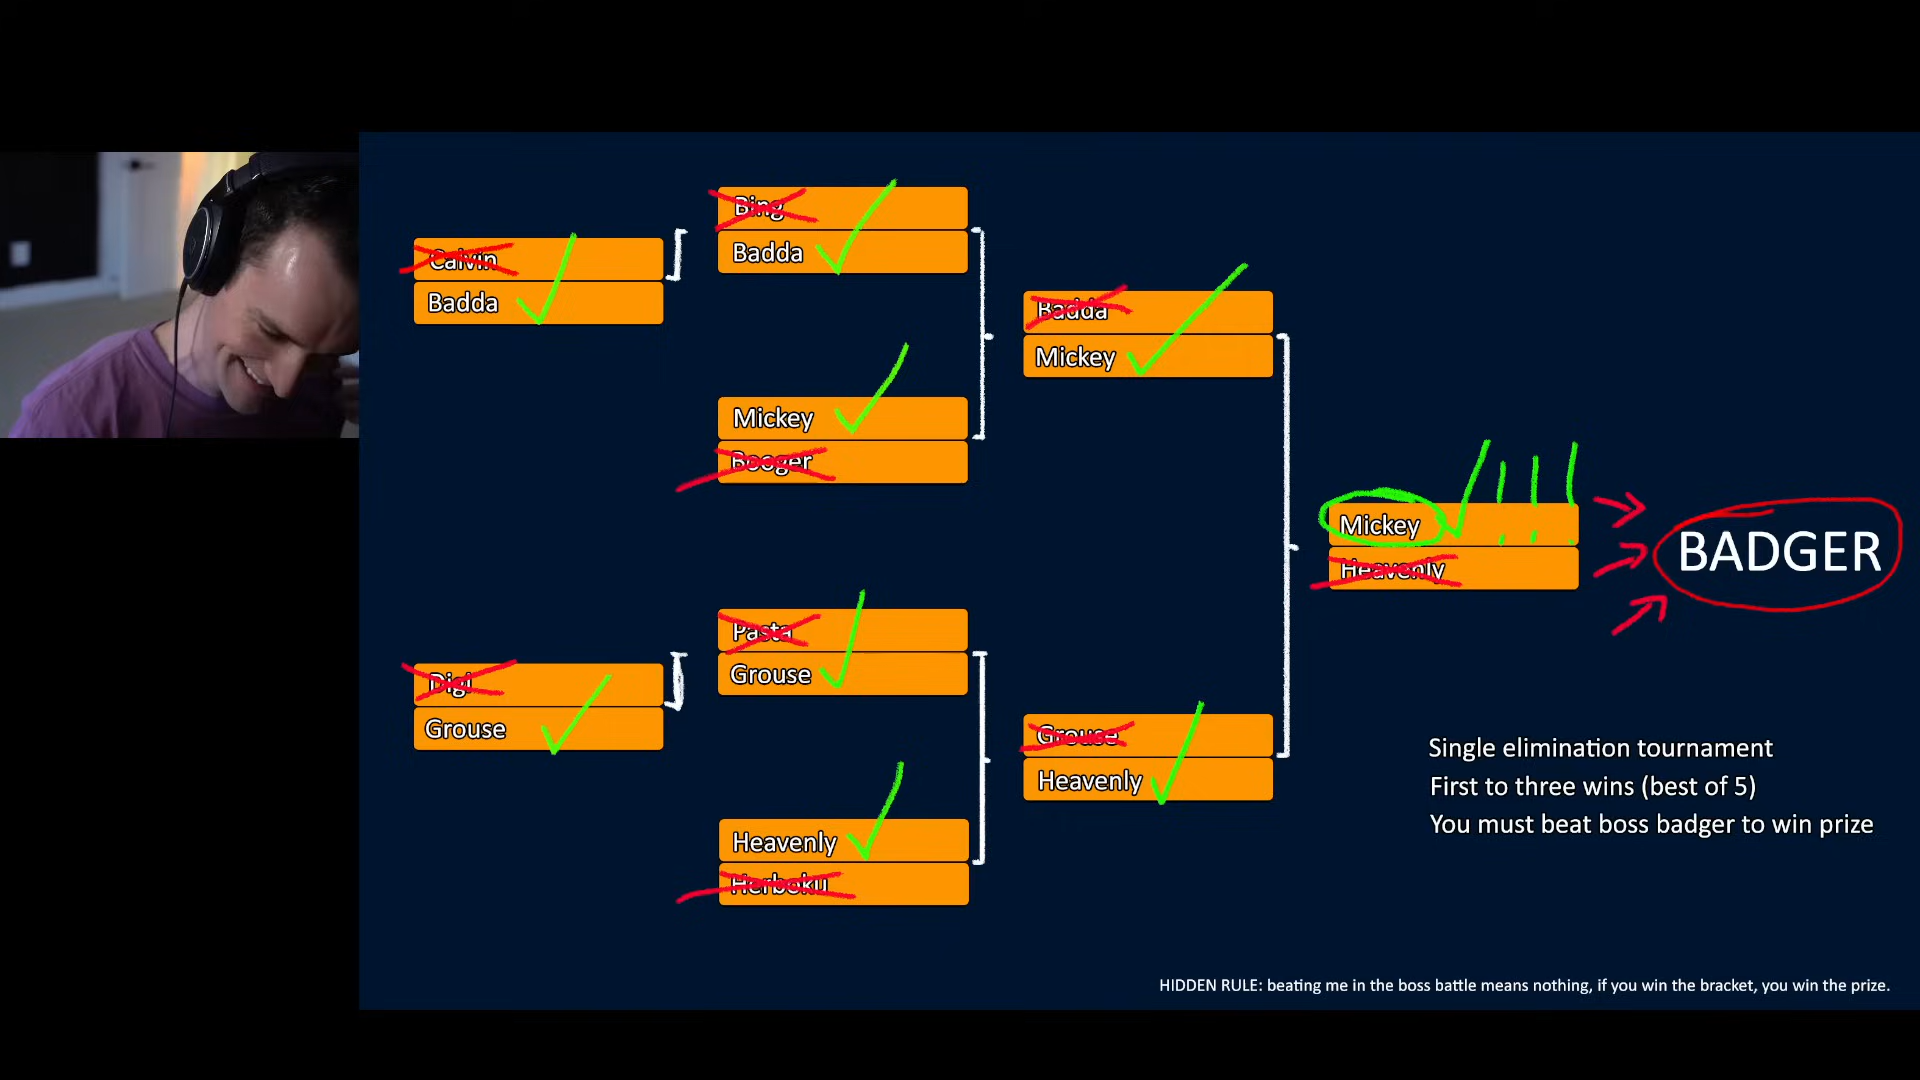 Calvin
Badda
Digi
Grouse
Bing
Badda
Mickey
Booger
Pasta
Grouse
Heavenly
Herboku
Badda
Mickey
Grouse
Heavenly
Mickey
Heavenly
BADGER
Single elimination tournament
First to three wins (best of 5)
You must beat boss badger to win prize
HIDDEN RULE: beating me in the boss battle means nothing, if you win the bracket, you win the prize.